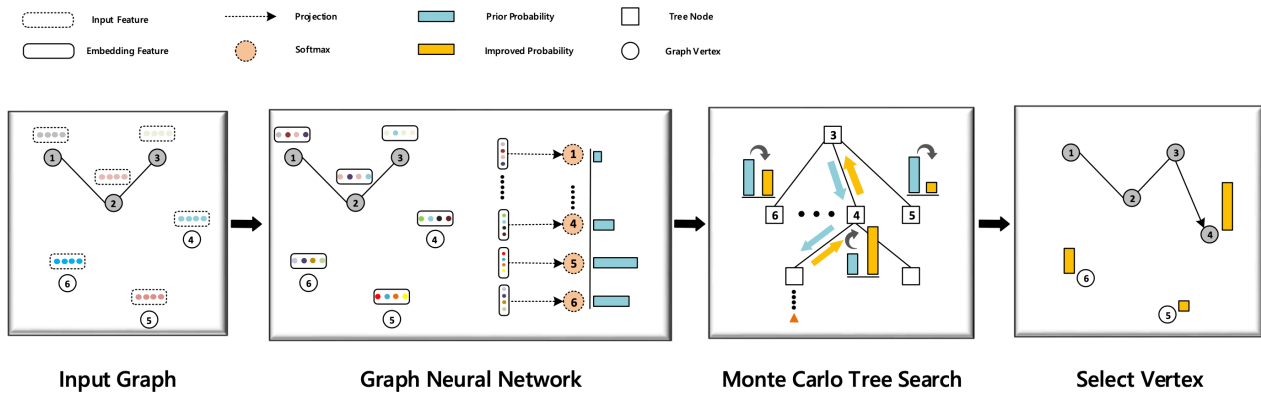 Input Feature
Projection
Prior Probability
Tree Node
Embedding Feature
Softmax
Improved Probability
Graph Vertex
1
3
2
4
6
5
1
3
2
4
6
5
1
4
5
6
3
6
4
5
1
3
2
4
6
5
Input Graph
Graph Neural Network
Monte Carlo Tree Search
Select Vertex